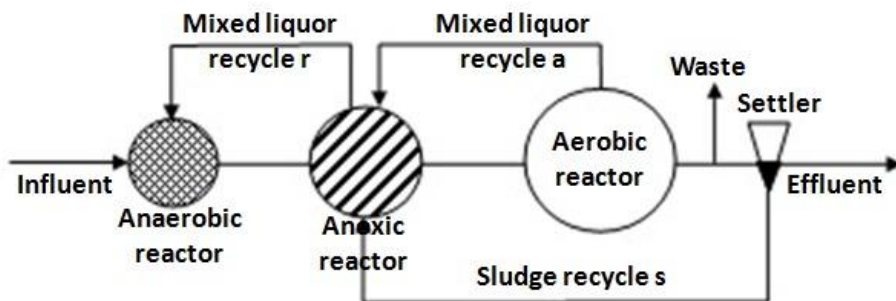 Mixed liquor
recycle r
Mixed liquor
recycle a
Waste
Settler
Aerobic
reactor
Influent
Effluent
Anaerobic
reactor
Anoxic
reactor
Sludge recycle s